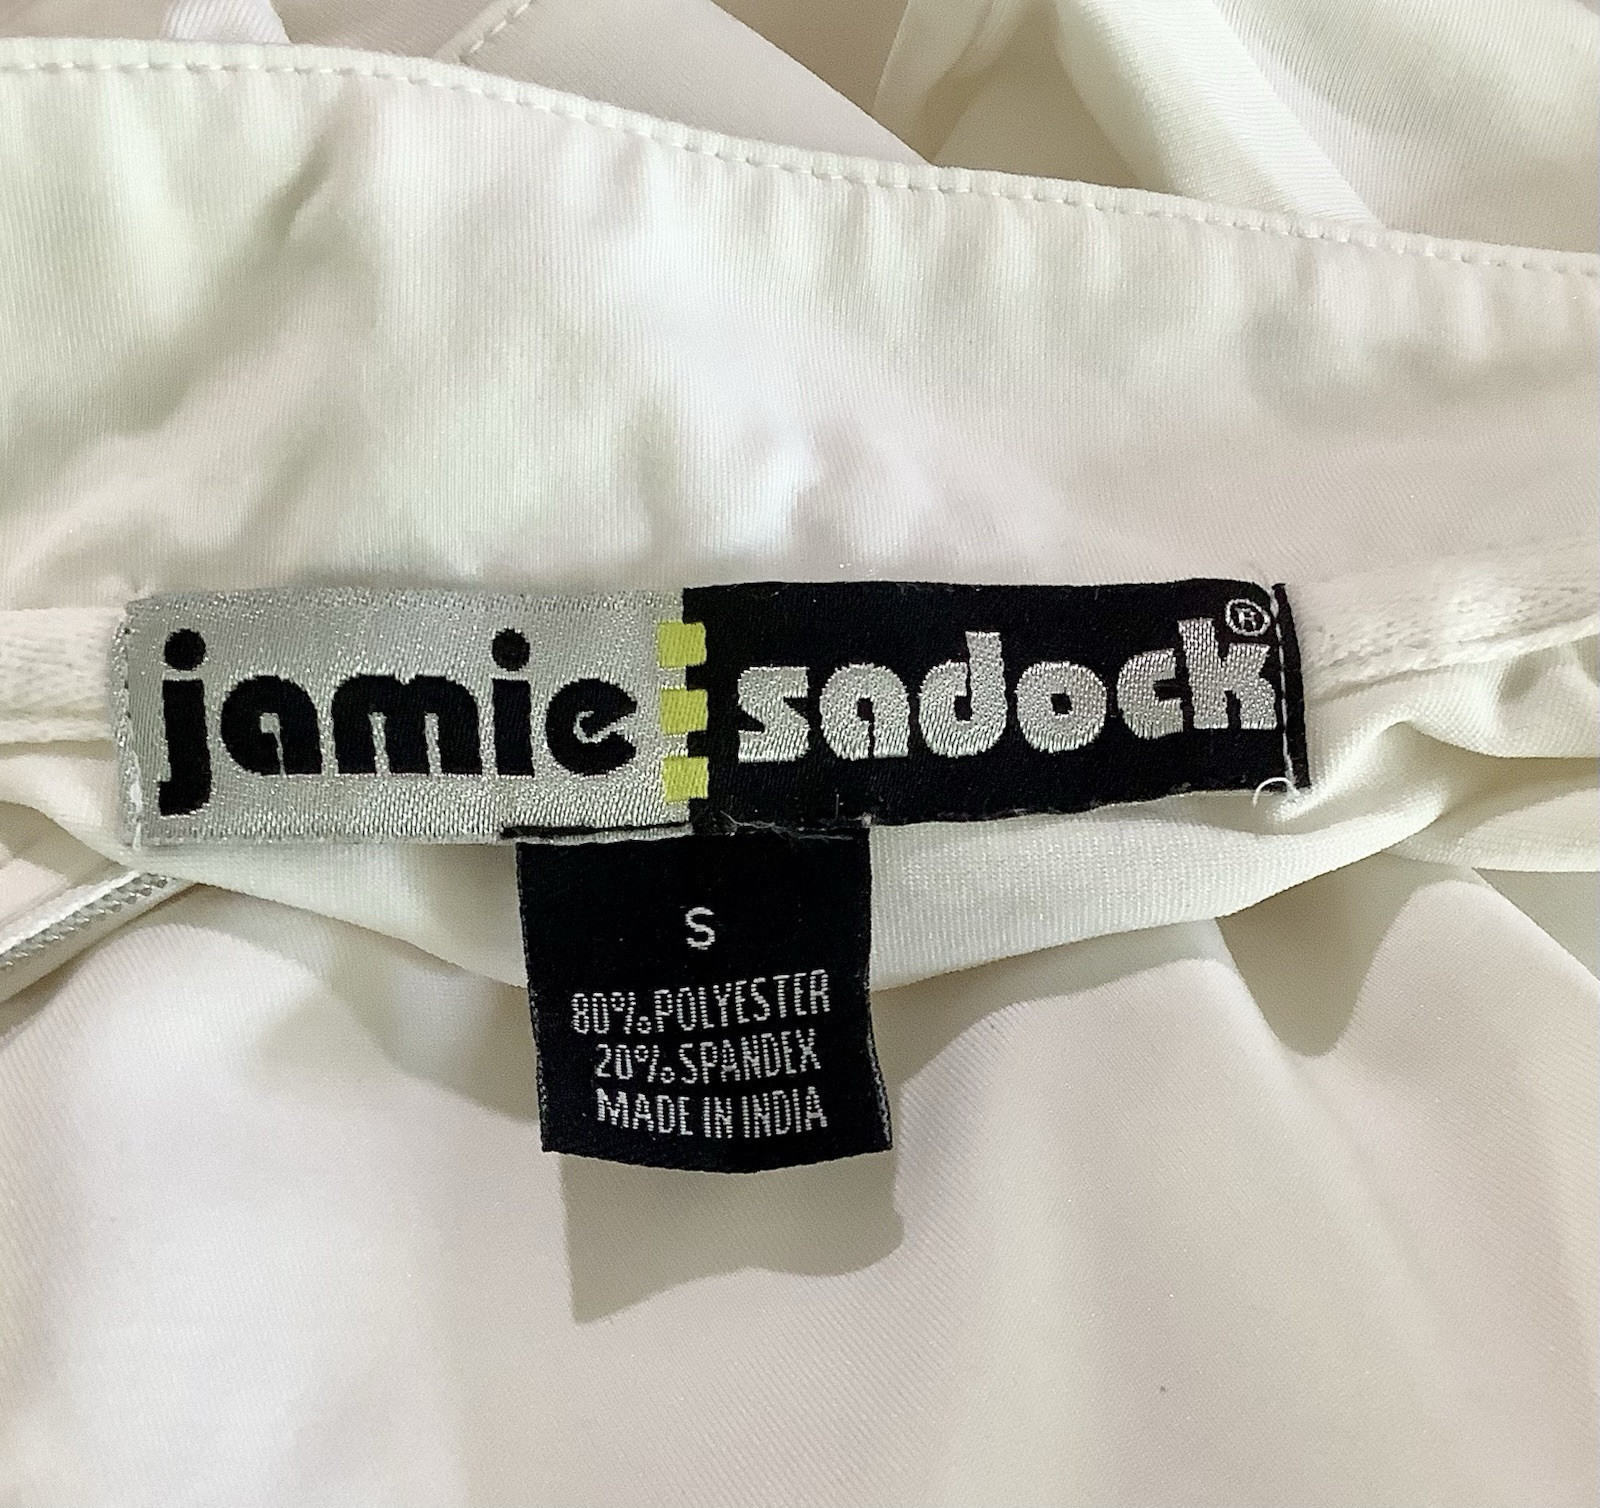 jamie sadock®
S
80% POLYESTER
20% SPANDEX
MADE IN INDIA